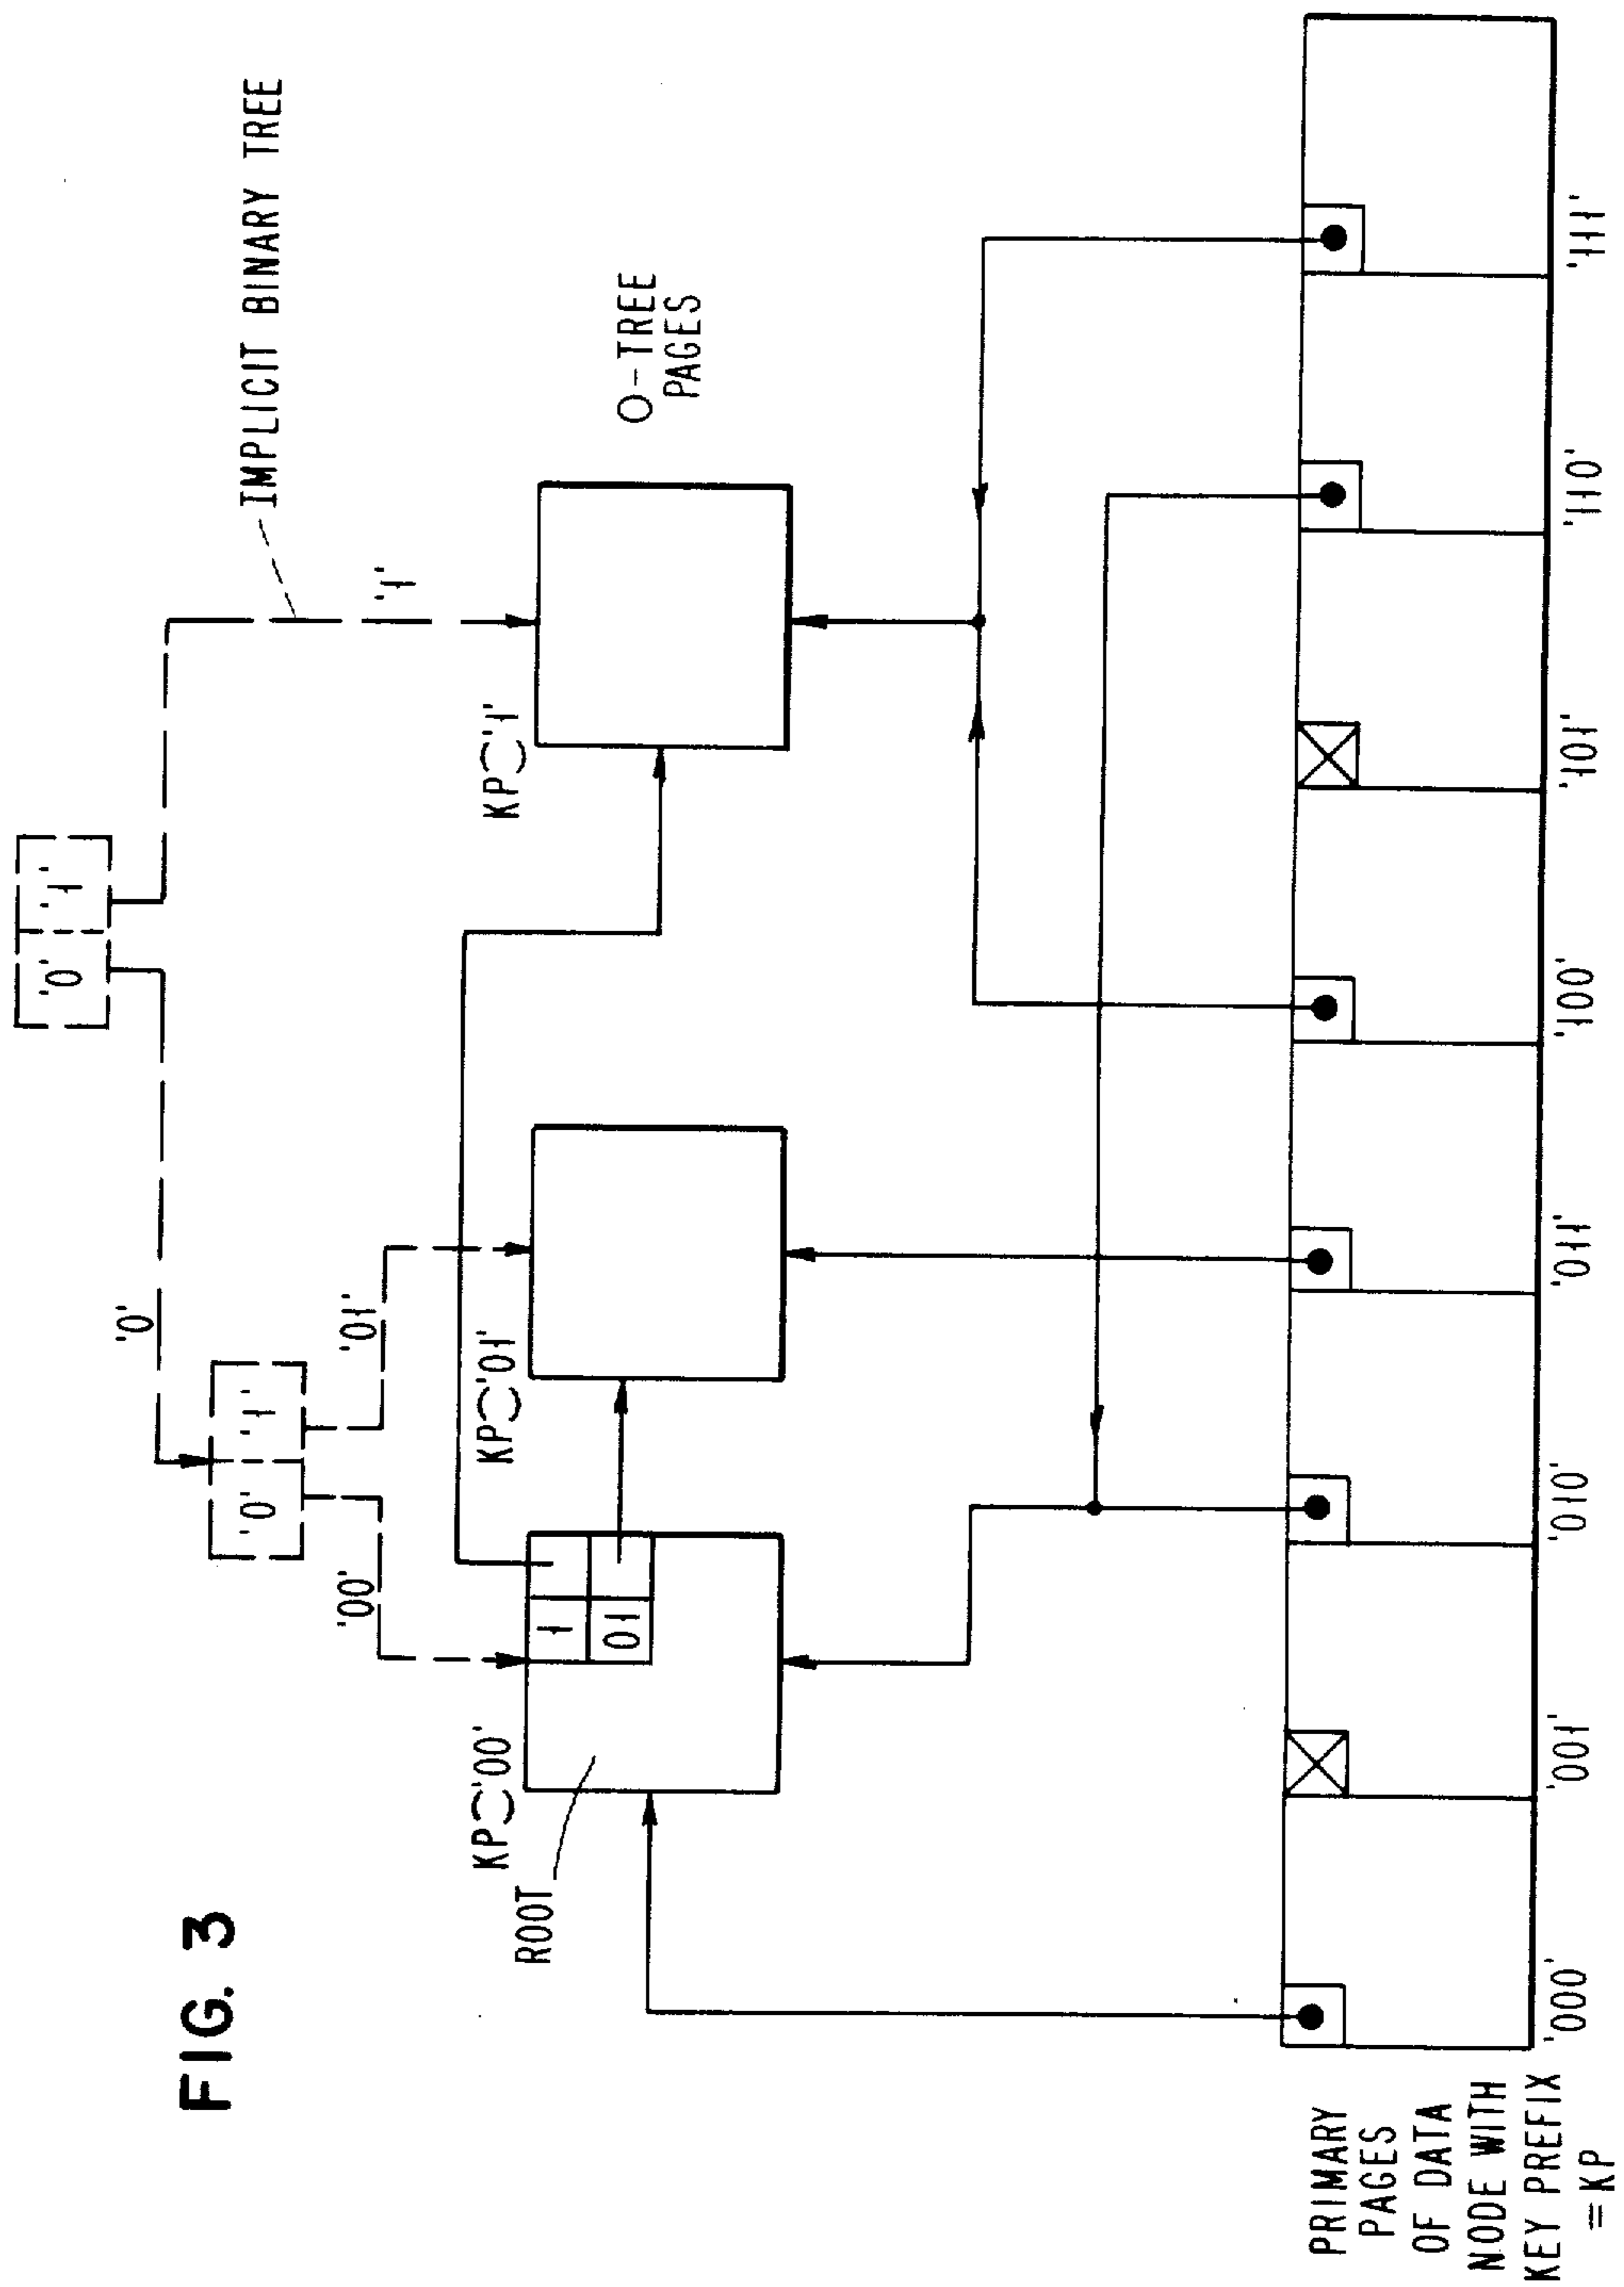 '0' '1'
'0'
FIG. 3
'0' '1'
IMPLICIT BINARY TREE
'00'
'01'
'1'
KP⁀'00'
KP⁀'01'
KP⁀'1'
ROOT
1
01
O-TREE
PAGES
PRIMARY
PAGES
OF DATA
NODE WITH
KEY PREFIX
=KP
'000' '001' '010' '011' '100' '101' '110' '111'